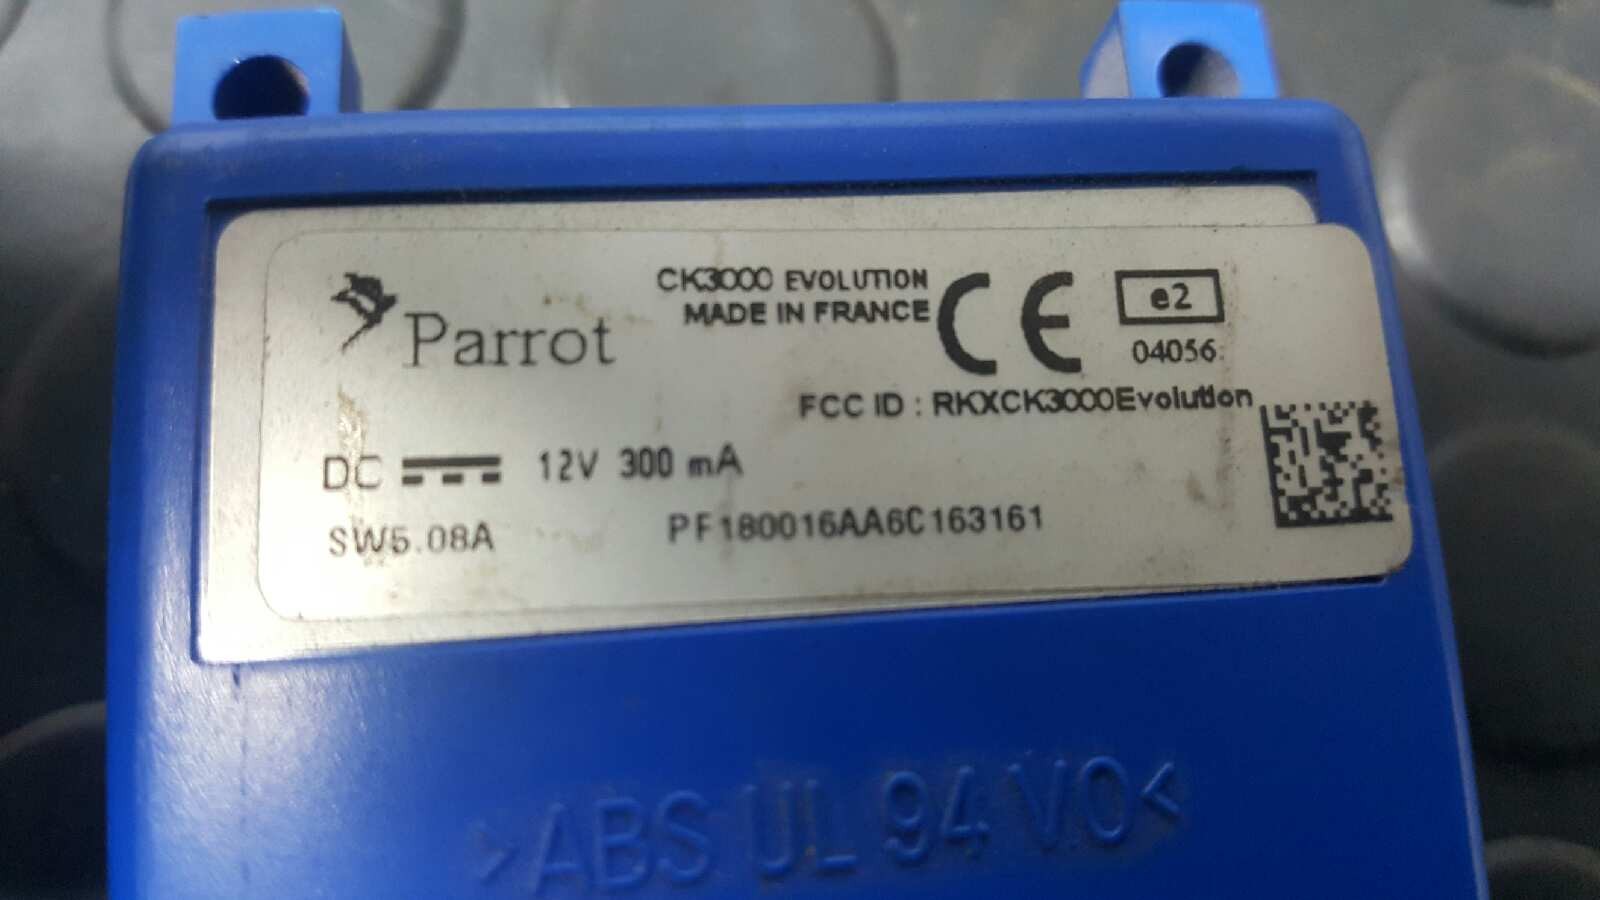 Parrot
CK3000 EVOLUTION
MADE IN FRANCE
CE
e2
04056
FCC ID : RKXCK3000Evolution
DC 12V 300 mA
SW5.08A
PF180016AA6C163161
>ABS UL 94 V0<